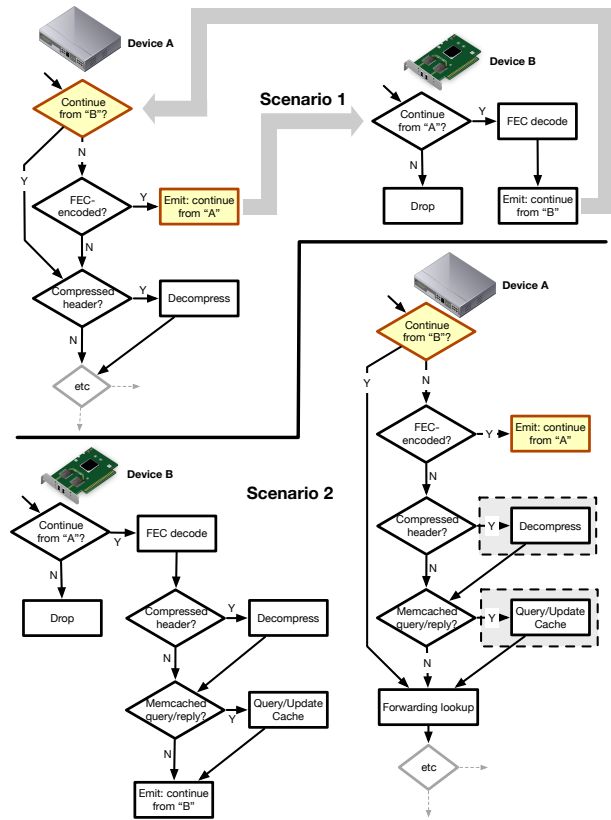 Device A
Continue
from "B"?
Y
N
FEC-
encoded?
Y
Emit: continue
from "A"
N
Compressed
header?
Y
Decompress
N
etc
Scenario 1
Device B
Continue
from "A"?
Y
FEC decode
N
Drop
Emit: continue
from "B"
Device B
Scenario 2
Continue
from "A"?
Y
FEC decode
N
Drop
N
Compressed
header?
Y
Decompress
N
Memcached
query/reply?
Y
Query/Update
Cache
N
Emit: continue
from "B"
Device A
Continue
from "B"?
Y
N
FEC-
encoded?
Y
Emit: continue
from "A"
N
Compressed
header?
Y
Decompress
N
Memcached
query/reply?
Y
Query/Update
Cache
N
Forwarding lookup
etc